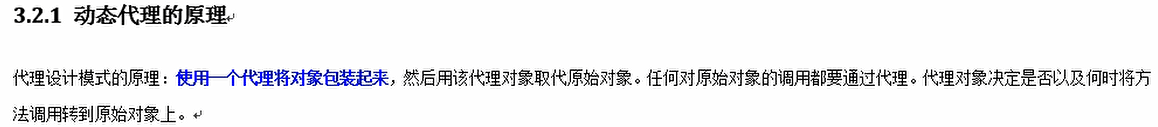 3.2.1 动态代理的原理
代理设计模式的原理：使用一个代理将对象包装起来，然后用该代理对象取代原始对象。任何对原始对象的调用都要通过代理。代理对象决定是否以及何时将方
法调用转到原始对象上。